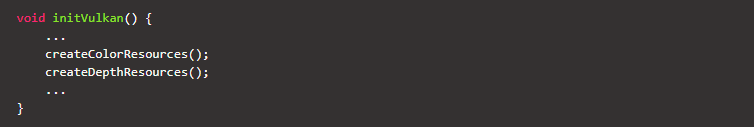 void initVulkan() {
    ...
    createColorResources();
    createDepthResources();
    ...
}